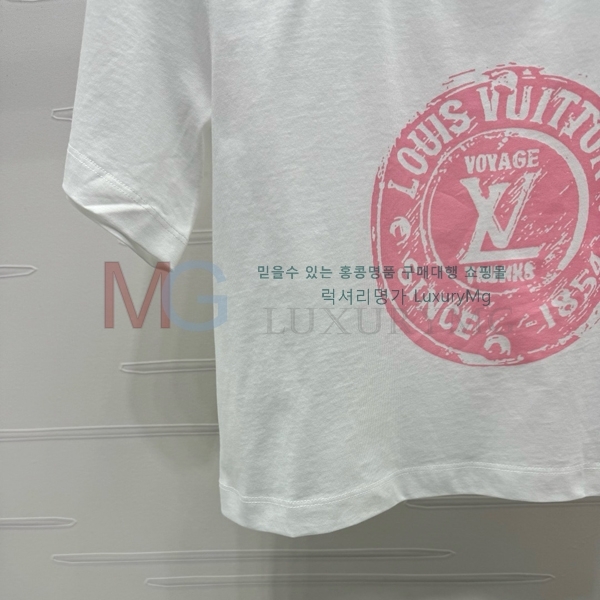 LOUIS VUITTON
VOYAGE
LV
SINCE 1854
믿을수 있는 홍콩명품 구매대행 쇼핑몰
럭셔리명가 LuxuryMg
MG LUXURYMG